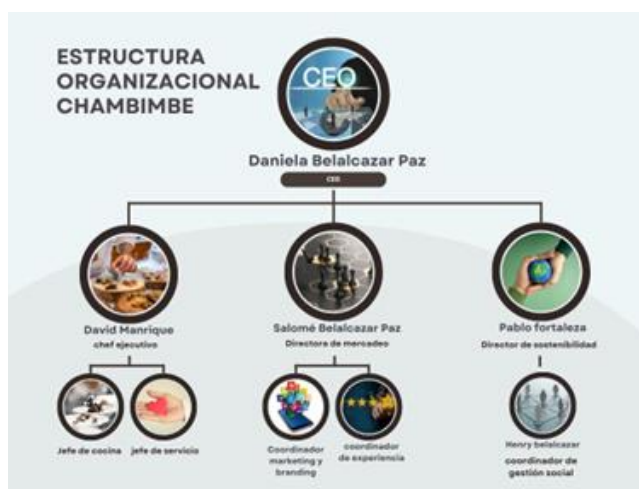 ESTRUCTURA
ORGANIZACIONAL
CHAMBIMBE
CEO
Daniela Belalcazar Paz
CEO
David Manrique
chef ejecutivo
Salomé Belalcazar Paz
Directora de mercadeo
Pablo fortaleza
Director de sostenibilidad
Jefe de cocina
jefe de servicio
Coordinador
marketing y
branding
coordinador
de experiencia
Henry belalcazar
coordinador de
gestión social